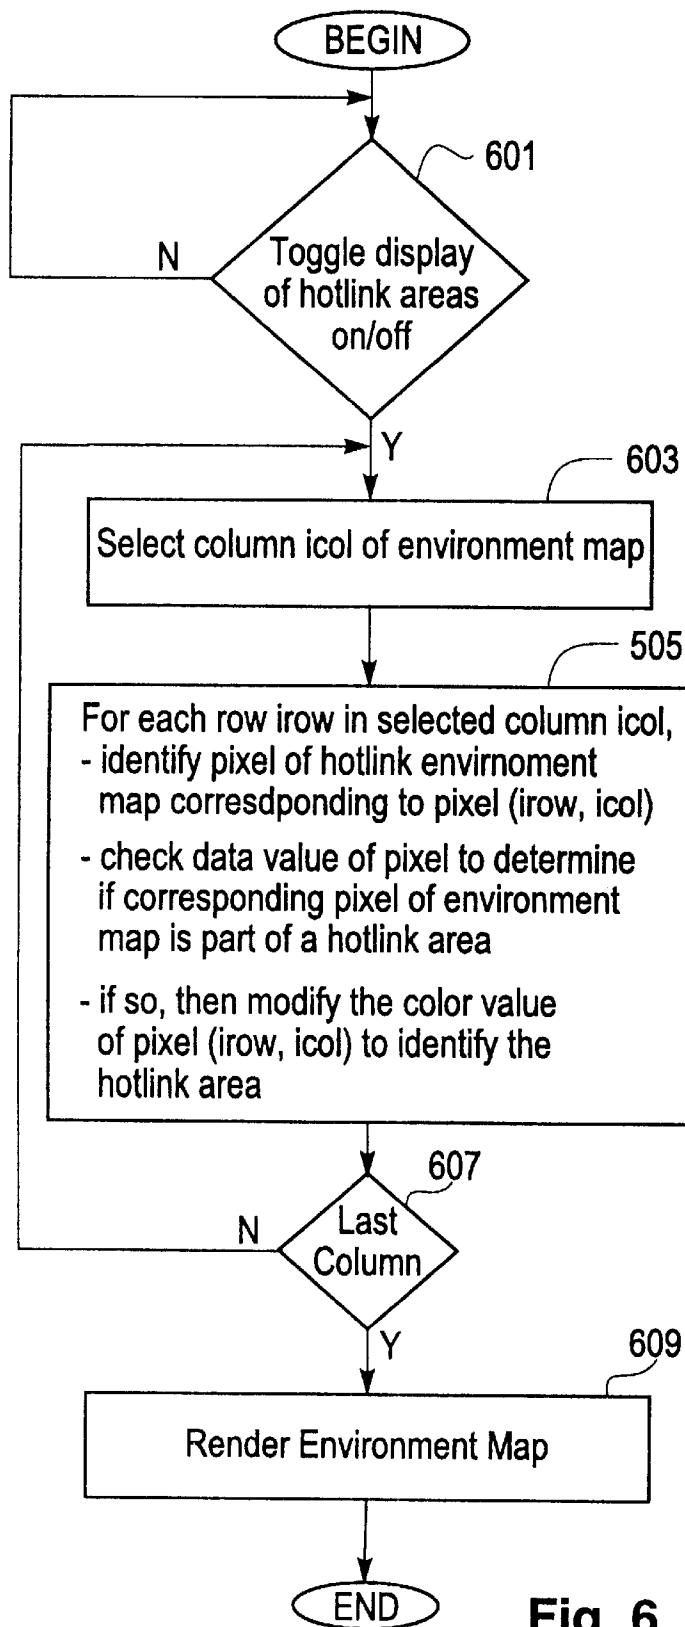 BEGIN
601
Toggle display
of hotlink areas
on/off
N
Y
603
Select column icol of environment map
505
For each row irow in selected column icol,
- identify pixel of hotlink envirnoment
map corresdponding to pixel (irow, icol)
- check data value of pixel to determine
if corresponding pixel of environment
map is part of a hotlink area
- if so, then modify the color value
of pixel (irow, icol) to identify the
hotlink area
607
Last
Column
N
Y
609
Render Environment Map
END
Fig. 6